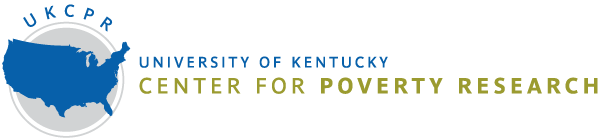 UKCPR
UNIVERSITY OF KENTUCKY
CENTER FOR POVERTY RESEARCH